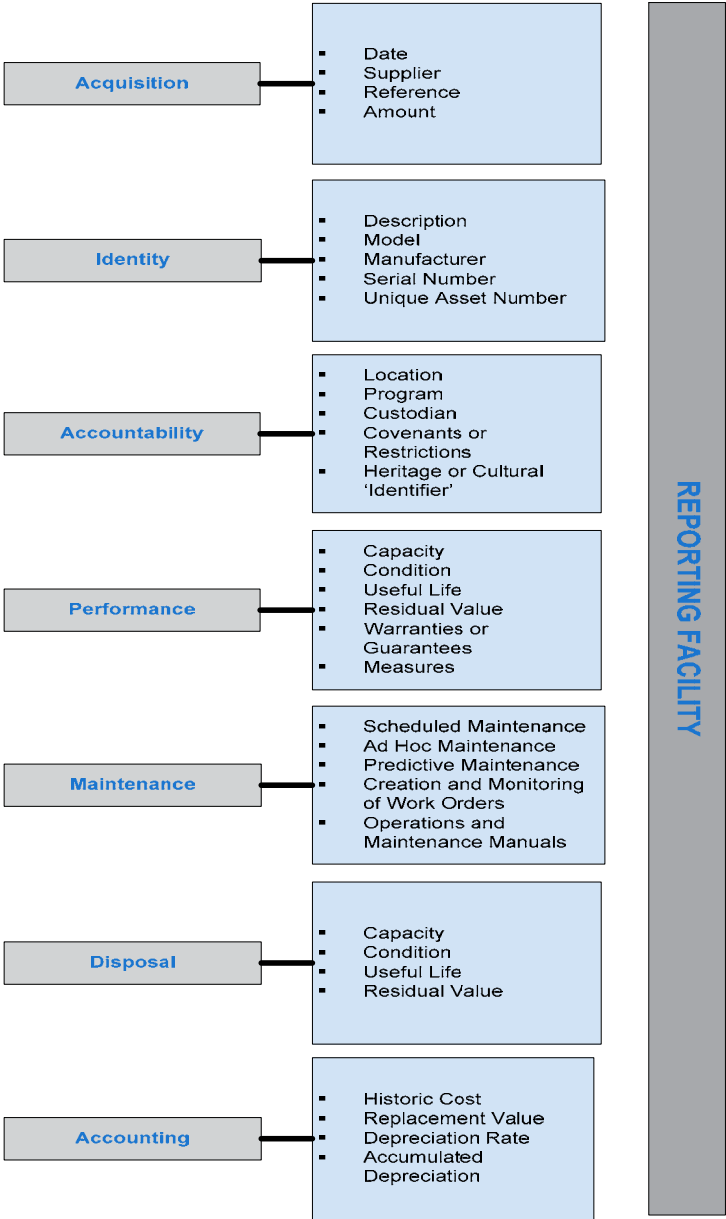 Acquisition
▪ Date
▪ Supplier
▪ Reference
▪ Amount
Identity
▪ Description
▪ Model
▪ Manufacturer
▪ Serial Number
▪ Unique Asset Number
Accountability
▪ Location
▪ Program
▪ Custodian
▪ Covenants or
Restrictions
▪ Heritage or Cultural
‘Identifier’
Performance
▪ Capacity
▪ Condition
▪ Useful Life
▪ Residual Value
▪ Warranties or
Guarantees
▪ Measures
Maintenance
▪ Scheduled Maintenance
▪ Ad Hoc Maintenance
▪ Predictive Maintenance
▪ Creation and Monitoring
of Work Orders
▪ Operations and
Maintenance Manuals
Disposal
▪ Capacity
▪ Condition
▪ Useful Life
▪ Residual Value
Accounting
▪ Historic Cost
▪ Replacement Value
▪ Depreciation Rate
▪ Accumulated
Depreciation
REPORTING FACILITY